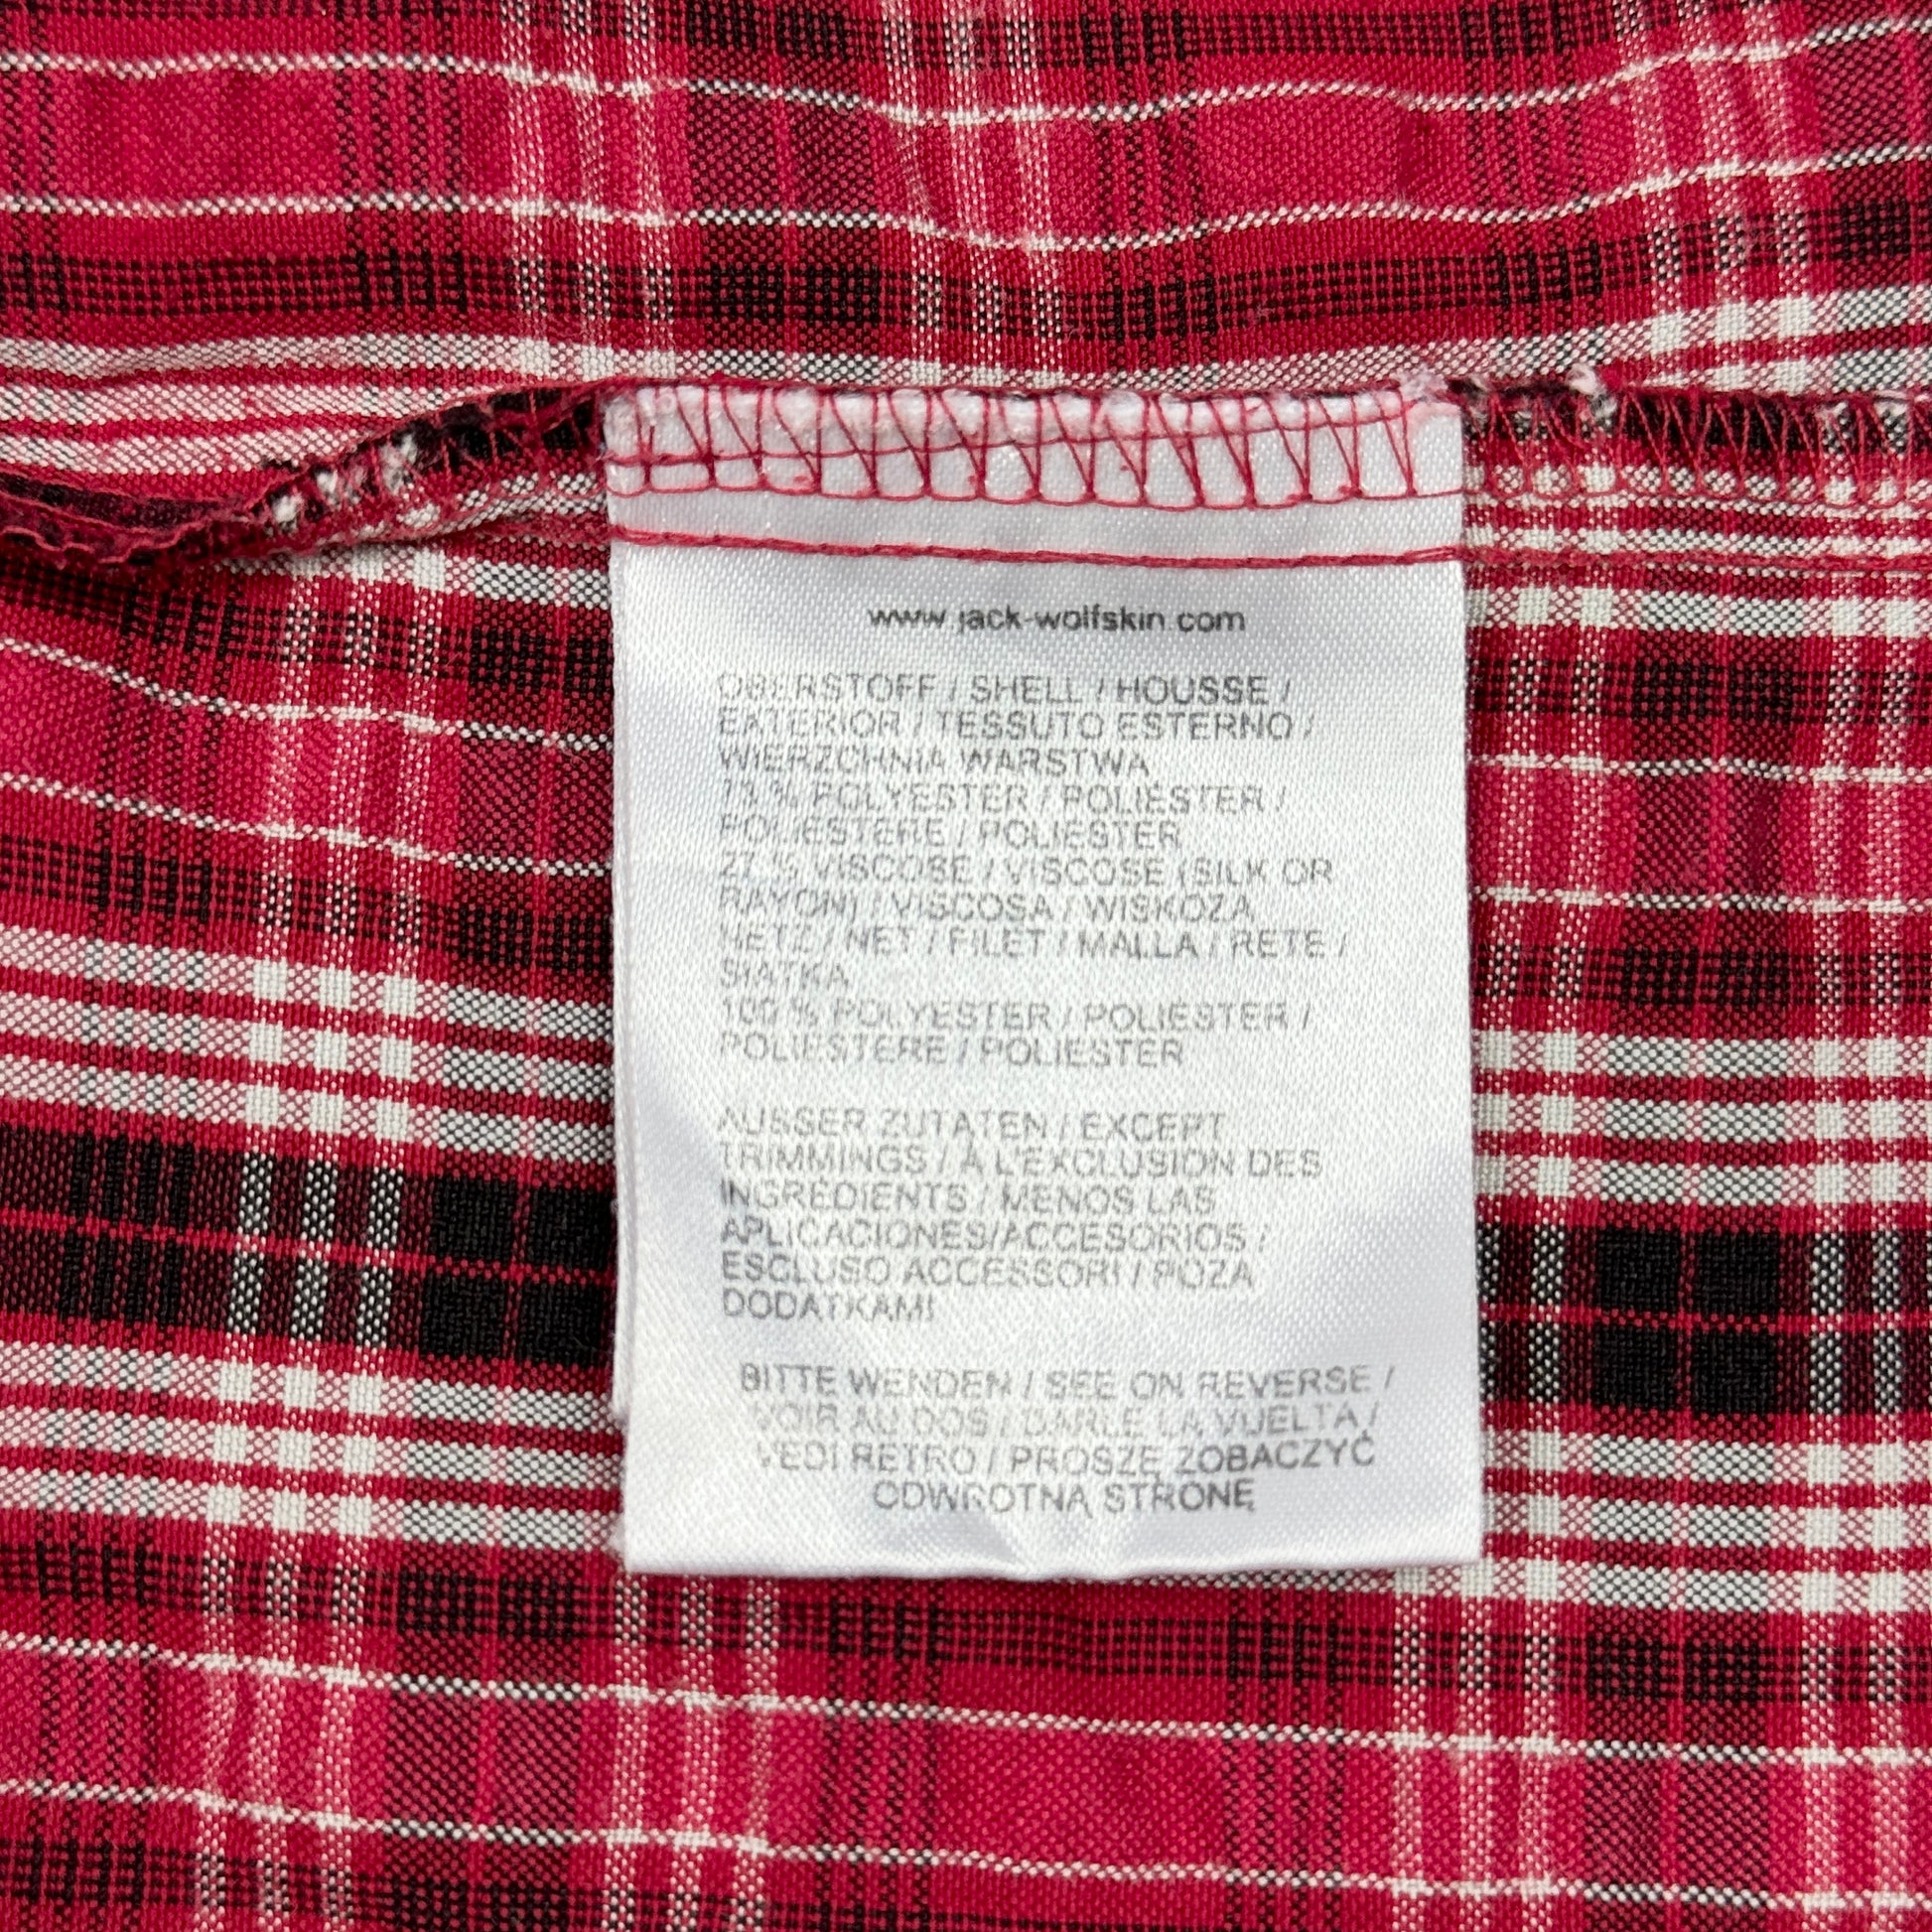 www.jack-wolfskin.com
OBERSTOFF / SHELL / HOUSSE /
EXTERIOR / TESSUTO ESTERNO /
WIERZCHNIA WARSTWA
73 % POLYESTER / POLIÉSTER /
POLIESTERE / POLIESTER
27 % VISCOSE / VISCOSE (SILK OR
RAYON) / VISCOSA / WISKOZA
NETZ / NET / FILET / MALLA / RETE /
SIATKA
100 % POLYESTER / POLIÉSTER /
POLIESTERE / POLIESTER
AUSSER ZUTATEN / EXCEPT
TRIMMINGS / À L'EXCLUSION DES
INGRÉDIENTS / MENOS LAS
APLICACIONES/ACCESORIOS /
ESCLUSO ACCESSORI / POZA
DODATKAMI
BITTE WENDEN / SEE ON REVERSE /
VOIR AU DOS / DARLE LA VUELTA /
VEDI RETRO / PROSZĘ ZOBACZYĆ
ODWROTNĄ STRONĘ